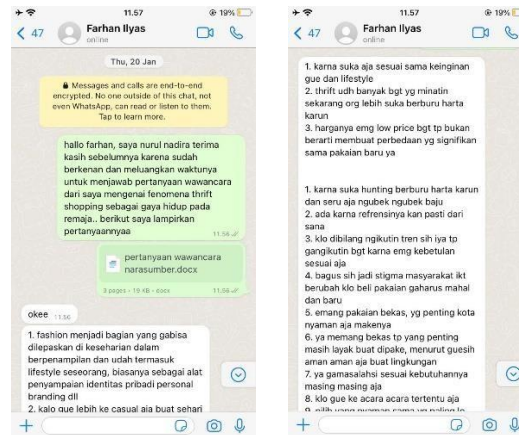 11.57
19%
47
Farhan Ilyas
online
Thu, 20 Jan
Messages and calls are end-to-end
encrypted. No one outside of this chat, not
even WhatsApp, can read or listen to them.
Tap to learn more.
hallo farhan, saya nurul nadira terima
kasih sebelumnya karena sudah
berkenan dan meluangkan waktunya
untuk menjawab pertanyaan wawancara
dari saya mengenai fenomena thrift
shopping sebagai gaya hidup pada
remaja.. berikut saya lampirkan
pertanyaannyaa
11.56
pertanyaan wawancara
narasumber.docx
3 pages • 19 KB • docx
11.56
okee
11.56
1. fashion menjadi bagian yang gabisa
dilepaskan di keseharian dalam
berpenampilan dan udah termasuk
lifestyle seseorang, biasanya sebagai alat
penyampaian identitas pribadi personal
branding dll
2. kalo gue lebih ke casual aja buat sehari
11.57
19%
47
Farhan Ilyas
online
1. karna suka aja sesuai sama keinginan
gue dan lifestyle
2. thrift udh banyak bgt yg minatin
sekarang org lebih suka berburu harta
karun
3. harganya emg low price bgt tp bukan
berarti membuat perbedaan yg signifikan
sama pakaian baru ya
1. karna suka hunting berburu harta karun
dan seru aja ngubek ngubek baju
2. ada karna refrensinya kan pasti dari
sana
3. klo dibilang ngikutin tren sih iya tp
gangikutin bgt karna emg kebetulan
sesuai aja
4. bagus sih jadi stigma masyarakat ikt
berubah klo beli pakaian gaharus mahal
dan baru
5. emang pakaian bekas, yg penting kota
nyaman aja makenya
6. ya memang bekas tp yang penting
masih layak buat dipake, menurut guesih
aman aman aja buat lingkungan
7. ya gamasalahsi sesuai kebutuhannya
masing masing aja
8. klo gue ke acara acara tertentu aja
9. pilih yang nyaman sama yg paling lo